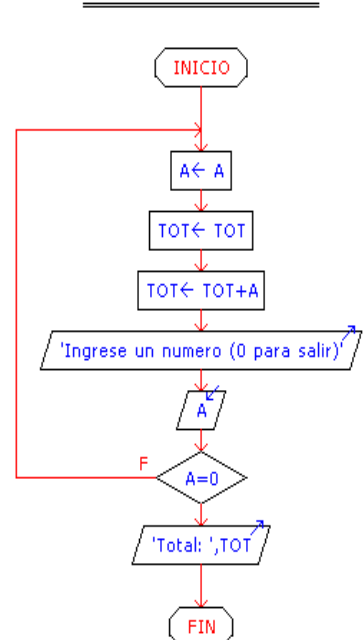 INICIO
A← A
TOT← TOT
TOT← TOT+A
'Ingrese un numero (0 para salir)'
A
F
A=0
'Total: ',TOT
FIN